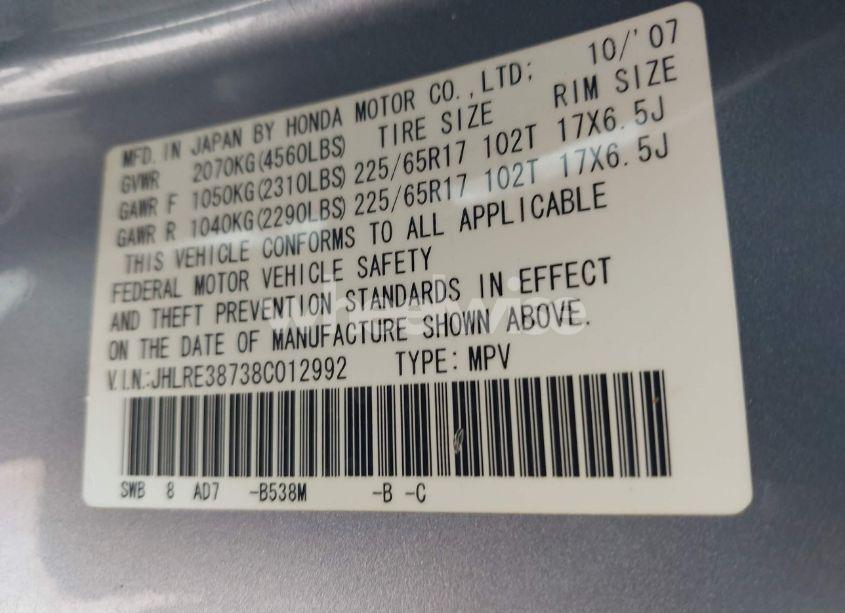 MFD. IN JAPAN BY HONDA MOTOR CO.,LTD; 10/'07
GVWR 2070KG(4560LBS) TIRE SIZE RIM SIZE
GAWR F 1050KG(2310LBS) 225/65R17 102T 17X6.5J
GAWR R 1040KG(2290LBS) 225/65R17 102T 17X6.5J
THIS VEHICLE CONFORMS TO ALL APPLICABLE
FEDERAL MOTOR VEHICLE SAFETY
AND THEFT PREVENTION STANDARDS IN EFFECT
ON THE DATE OF MANUFACTURE SHOWN ABOVE.
V.I.N.:JHLRE38738C012992 TYPE: MPV
SWB 8 AD7 -B538M -B -C
wheelwise